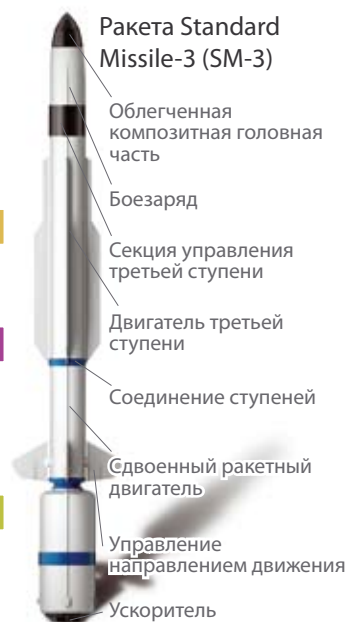 Ракета Standard
Missile-3 (SM-3)
Облегченная
композитная головная
часть
Боезаряд
Секция управления
третьей ступени
Двигатель третьей
ступени
Соединение ступеней
Сдвоенный ракетный
двигатель
Управление
направлением движения
Ускоритель